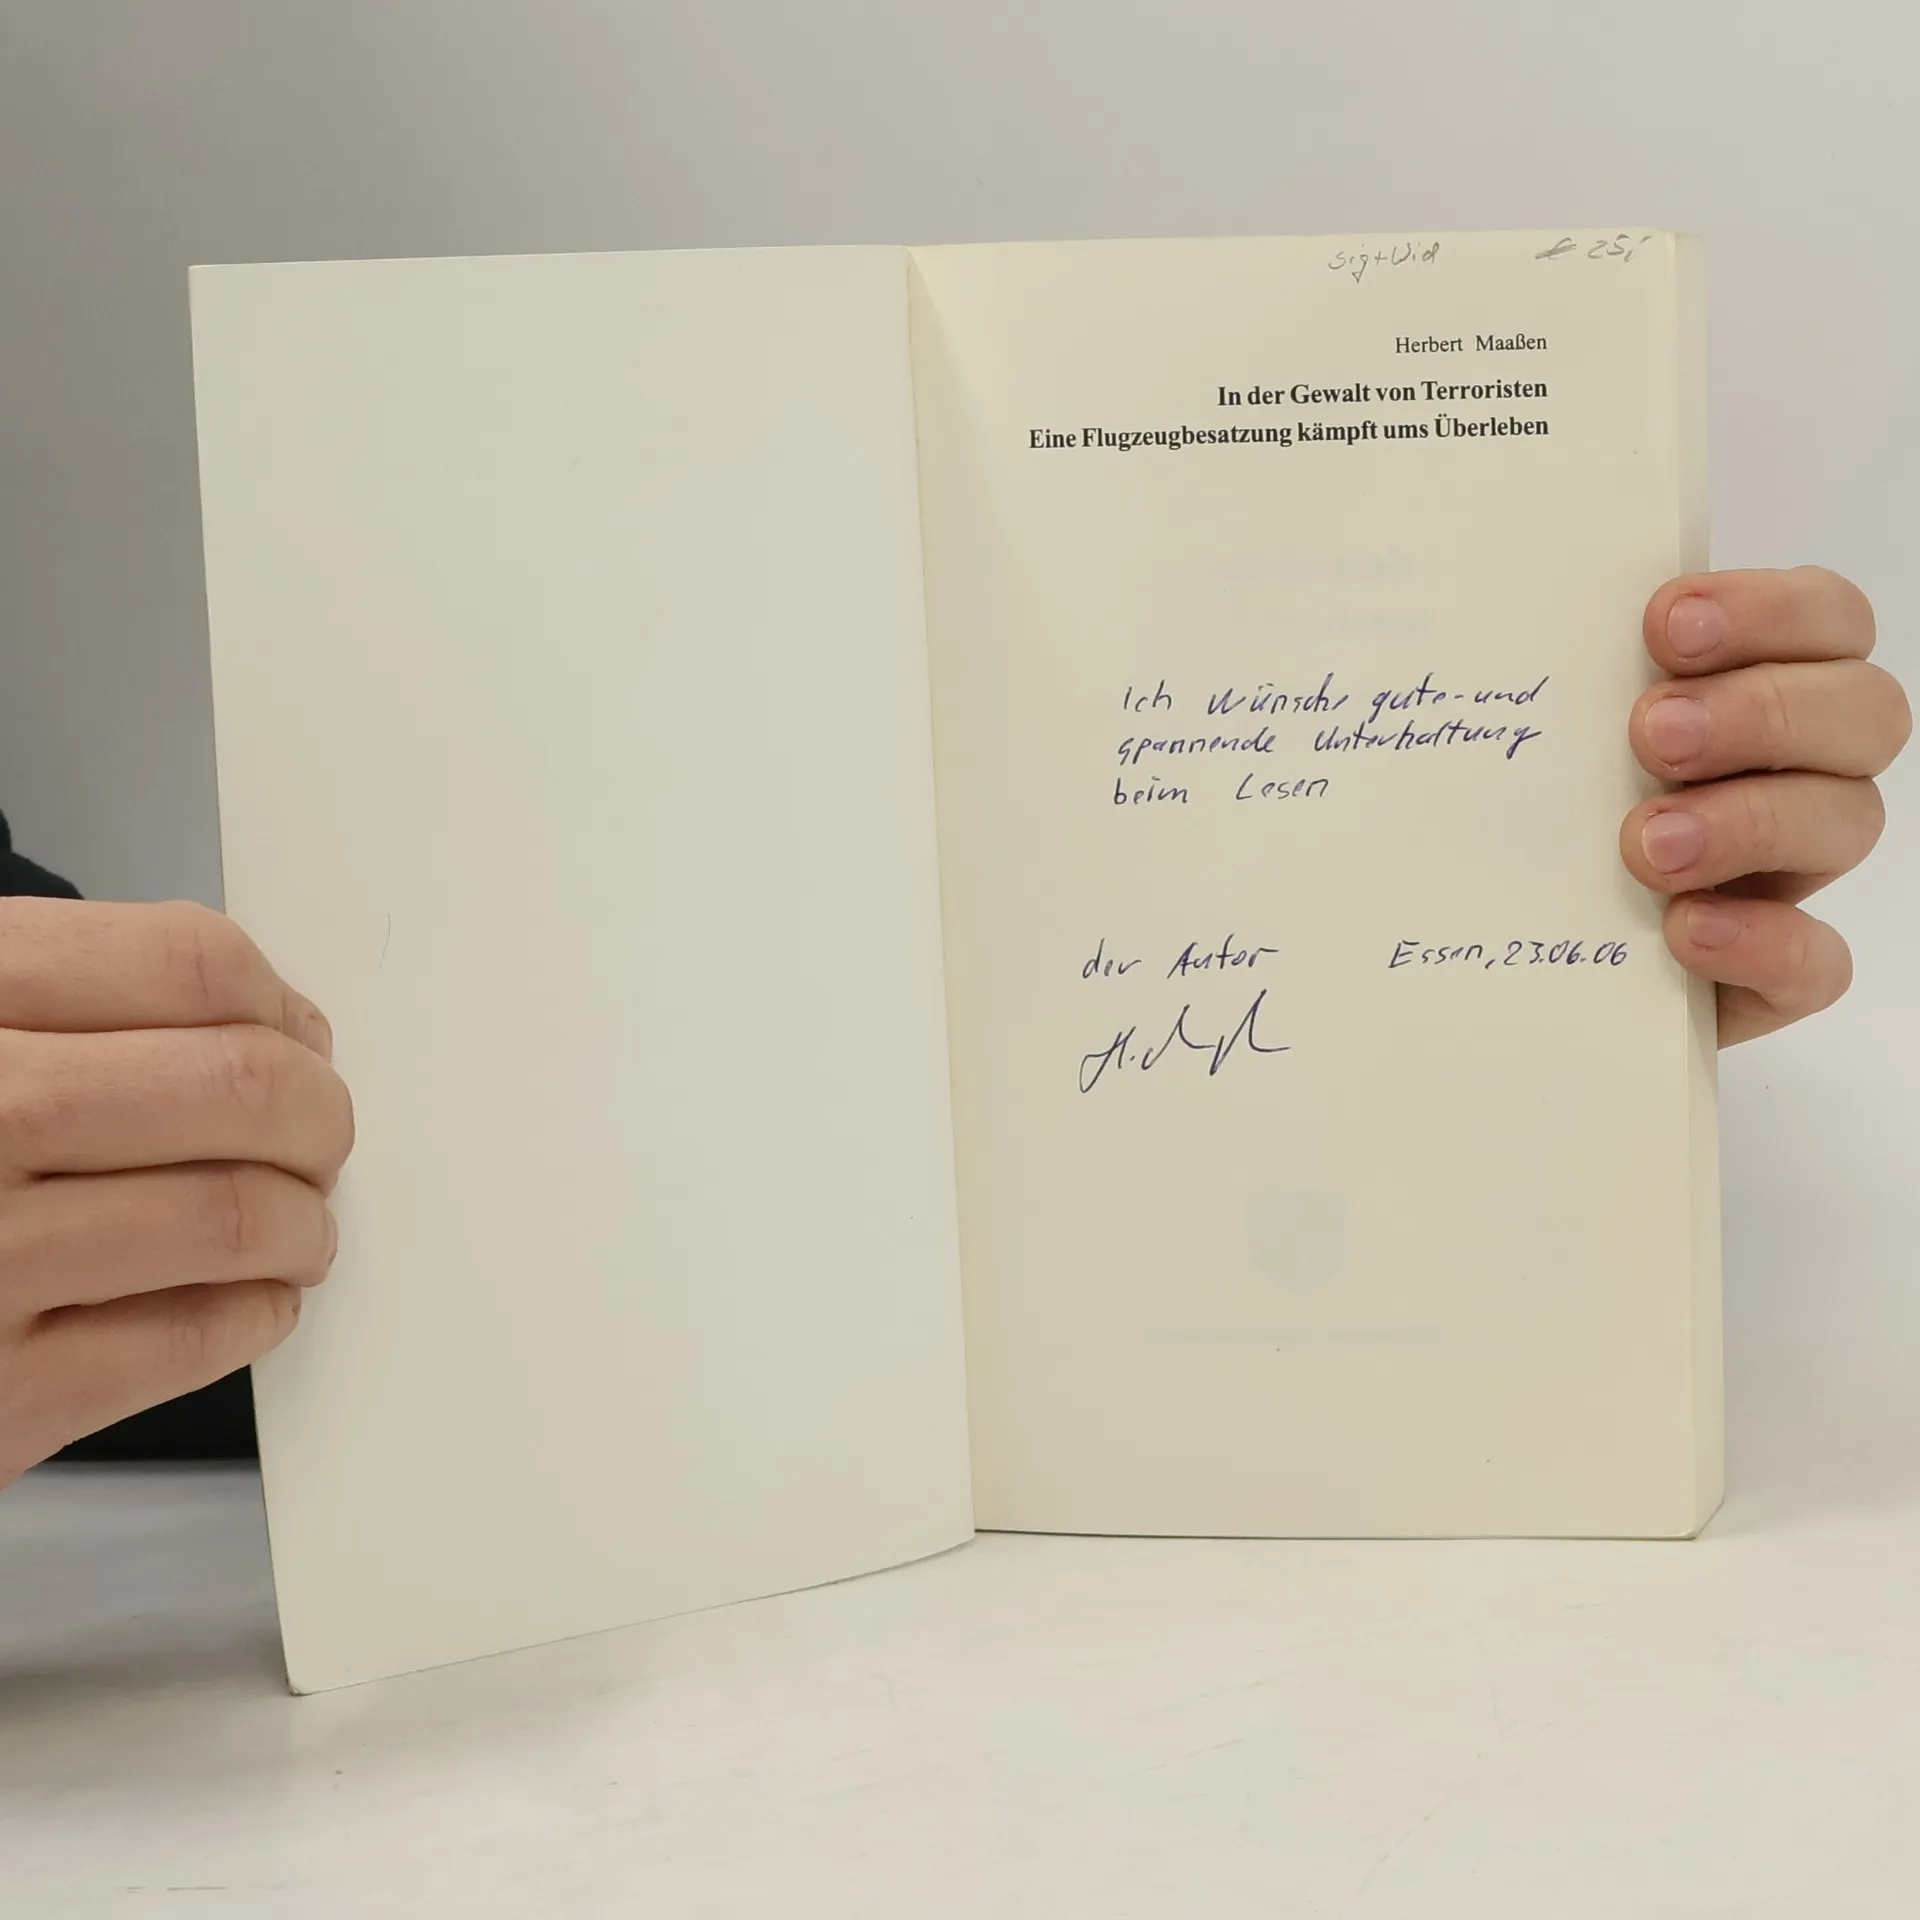 sig+Wid € 25,-
Herbert Maaßen
In der Gewalt von Terroristen
Eine Flugzeugbesatzung kämpft ums Überleben
Ich wünsche gute- und
spannende Unterhaltung
beim Lesen
der Autor Essen, 23.06.06